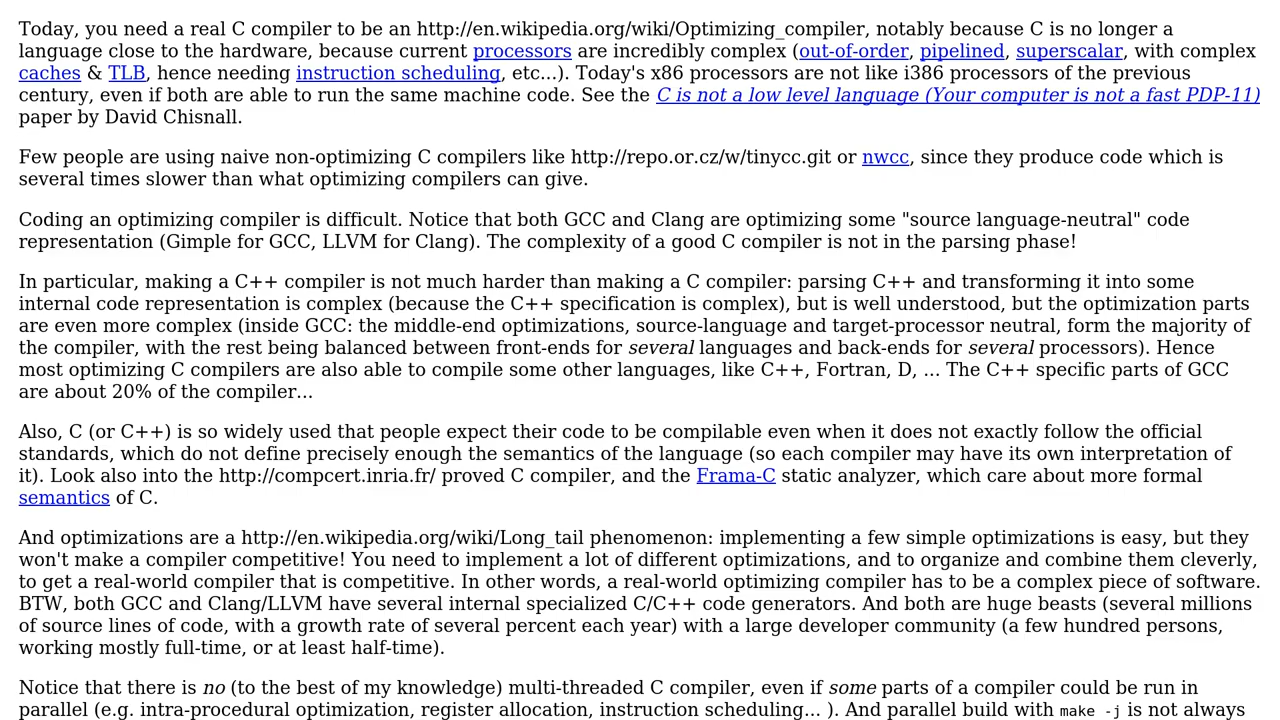 Today, you need a real C compiler to be an http://en.wikipedia.org/wiki/Optimizing_compiler, notably because C is no longer a
language close to the hardware, because current processors are incredibly complex (out-of-order, pipelined, superscalar, with complex
caches & TLB, hence needing instruction scheduling, etc...). Today's x86 processors are not like i386 processors of the previous
century, even if both are able to run the same machine code. See the C is not a low level language (Your computer is not a fast PDP-11)
paper by David Chisnall.
Few people are using naive non-optimizing C compilers like http://repo.or.cz/w/tinycc.git or nwcc, since they produce code which is
several times slower than what optimizing compilers can give.
Coding an optimizing compiler is difficult. Notice that both GCC and Clang are optimizing some "source language-neutral" code
representation (Gimple for GCC, LLVM for Clang). The complexity of a good C compiler is not in the parsing phase!
In particular, making a C++ compiler is not much harder than making a C compiler: parsing C++ and transforming it into some
internal code representation is complex (because the C++ specification is complex), but is well understood, but the optimization parts
are even more complex (inside GCC: the middle-end optimizations, source-language and target-processor neutral, form the majority of
the compiler, with the rest being balanced between front-ends for several languages and back-ends for several processors). Hence
most optimizing C compilers are also able to compile some other languages, like C++, Fortran, D, ... The C++ specific parts of GCC
are about 20% of the compiler...
Also, C (or C++) is so widely used that people expect their code to be compilable even when it does not exactly follow the official
standards, which do not define precisely enough the semantics of the language (so each compiler may have its own interpretation of
it). Look also into the http://compcert.inria.fr/ proved C compiler, and the Frama-C static analyzer, which care about more formal
semantics of C.
And optimizations are a http://en.wikipedia.org/wiki/Long_tail phenomenon: implementing a few simple optimizations is easy, but they
won't make a compiler competitive! You need to implement a lot of different optimizations, and to organize and combine them cleverly,
to get a real-world compiler that is competitive. In other words, a real-world optimizing compiler has to be a complex piece of software.
BTW, both GCC and Clang/LLVM have several internal specialized C/C++ code generators. And both are huge beasts (several millions
of source lines of code, with a growth rate of several percent each year) with a large developer community (a few hundred persons,
working mostly full-time, or at least half-time).
Notice that there is no (to the best of my knowledge) multi-threaded C compiler, even if some parts of a compiler could be run in
parallel (e.g. intra-procedural optimization, register allocation, instruction scheduling... ). And parallel build with make -j is not always